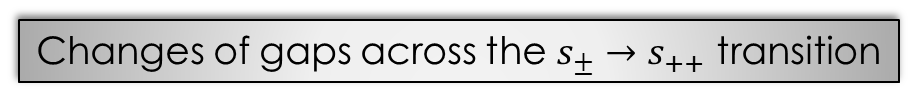 Changes of gaps across the s± → s₊₊ transition